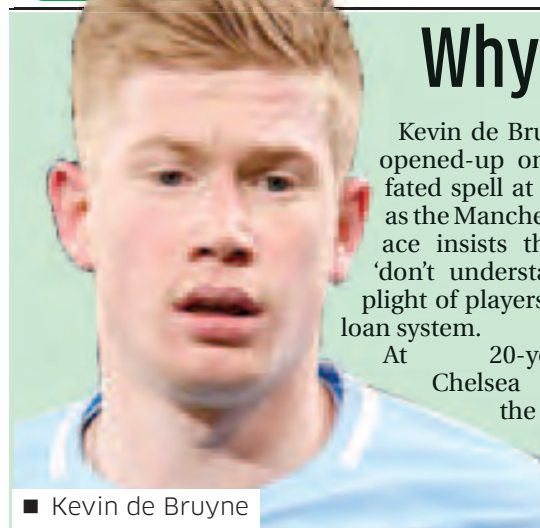 Why
Kevin de Bru
opened-up on
fated spell at
as the Manche
ace insists th
‘don’t understa
plight of players
loan system.
At 20-ye
Chelsea
the
■ Kevin de Bruyne